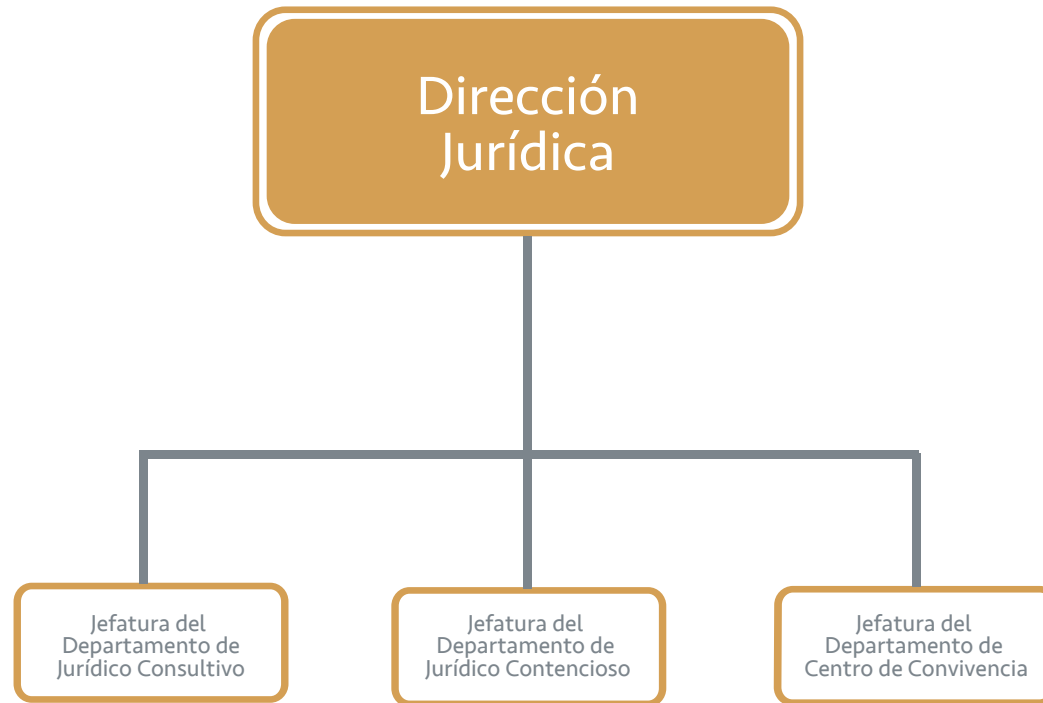 Dirección
Jurídica
Jefatura del
Departamento de
Jurídico Consultivo
Jefatura del
Departamento de
Jurídico Contencioso
Jefatura del
Departamento de
Centro de Convivencia